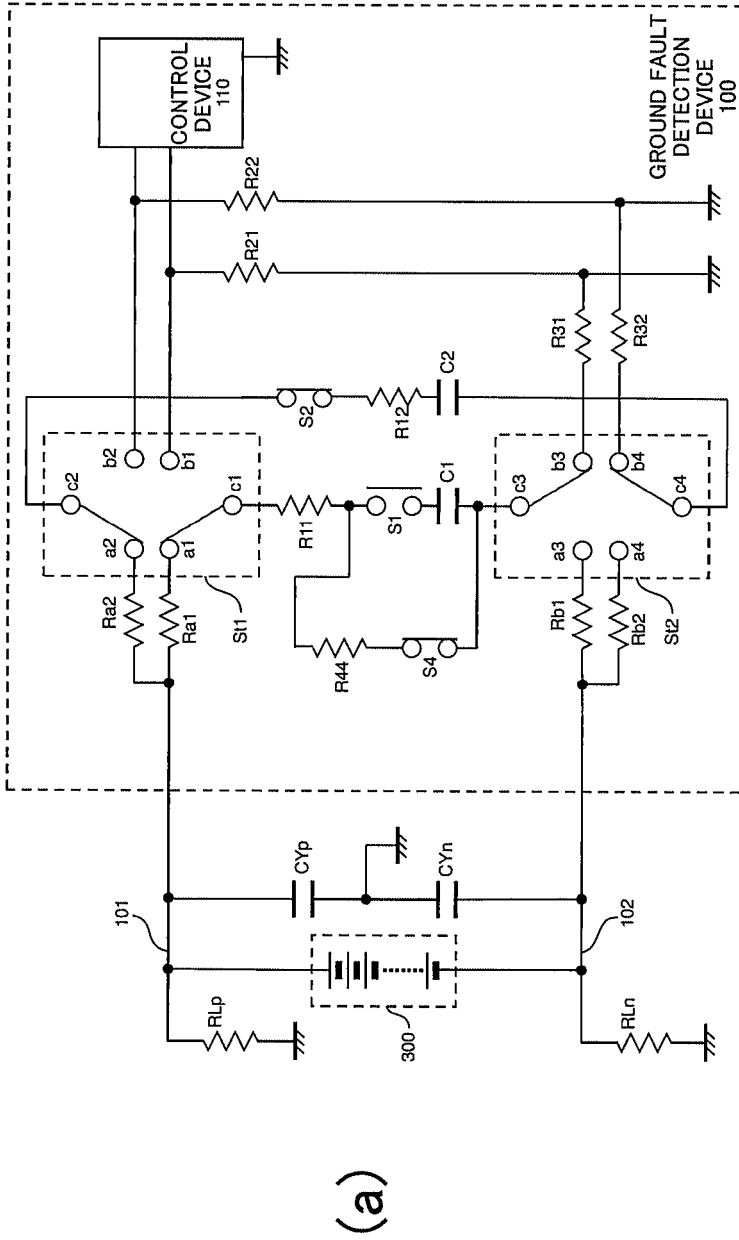 CONTROL
DEVICE
110
GROUND FAULT
DETECTION
DEVICE
100
R22
R21
R31
R32
C2
R12
S2
b2
b1
c2
c1
a2
a1
Ra2
Ra1
St1
R11
S1
C1
R44
S4
c3
b3
b4
c4
a3
a4
Rb1
Rb2
St2
101
CYp
CYn
102
RLp
300
RLn
(a)